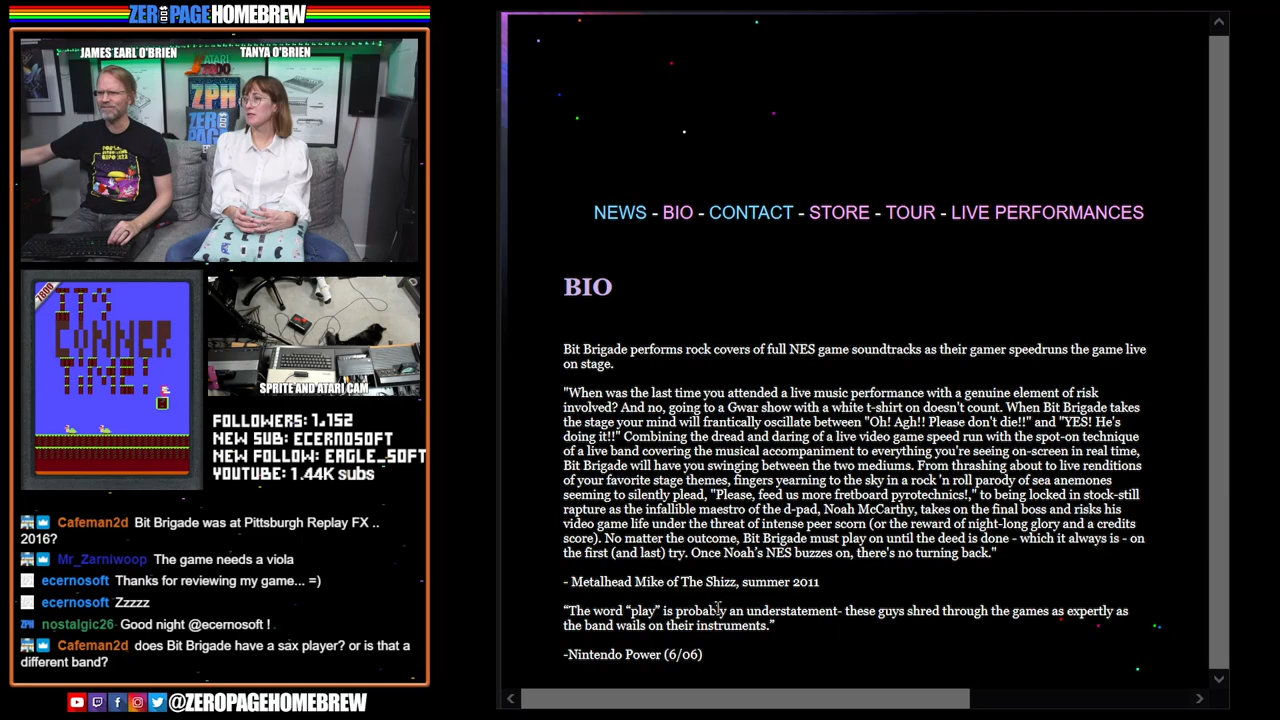 ZEROPAGEHOMEBREW
JAMES EARL O'BRIEN
TANYA O'BRIEN
ATARI
ZPH
ZERO
PAGE
7800
IT'S
CONNER
TIME!
SPRITE AND ATARI CAM
FOLLOWERS: 1,152
NEW SUB: ECERNOSOFT
NEW FOLLOW: EAGLE_SOFT
YOUTUBE: 1.44K SUBS
Cafeman2d Bit Brigade was at Pittsburgh Replay FX ..
2016?
Mr_Zarniwoop The game needs a viola
ecernosoft Thanks for reviewing my game... =)
ecernosoft Zzzzz
nostalgic26 Good night @ecernosoft !
Cafeman2d does Bit Brigade have a sax player? or is that a
different band?
@ZEROPAGEHOMEBREW
NEWS - BIO - CONTACT - STORE - TOUR - LIVE PERFORMANCES
BIO
Bit Brigade performs rock covers of full NES game soundtracks as their gamer speedruns the game live
on stage.
"When was the last time you attended a live music performance with a genuine element of risk
involved? And no, going to a Gwar show with a white t-shirt on doesn't count. When Bit Brigade takes
the stage your mind will frantically oscillate between "Oh! Agh!! Please don't die!!" and "YES! He's
doing it!!" Combining the dread and daring of a live video game speed run with the spot-on technique
of a live band covering the musical accompaniment to everything you're seeing on-screen in real time,
Bit Brigade will have you swinging between the two mediums. From thrashing about to live renditions
of your favorite stage themes, fingers yearning to the sky in a rock 'n roll parody of sea anemones
seeming to silently plead, "Please, feed us more fretboard pyrotechnics!," to being locked in stock-still
rapture as the infallible maestro of the d-pad, Noah McCarthy, takes on the final boss and risks his
video game life under the threat of intense peer scorn (or the reward of night-long glory and a credits
score). No matter the outcome, Bit Brigade must play on until the deed is done - which it always is - on
the first (and last) try. Once Noah's NES buzzes on, there's no turning back."
- Metalhead Mike of The Shizz, summer 2011
“The word “play” is probably an understatement- these guys shred through the games as expertly as
the band wails on their instruments.”
-Nintendo Power (6/06)